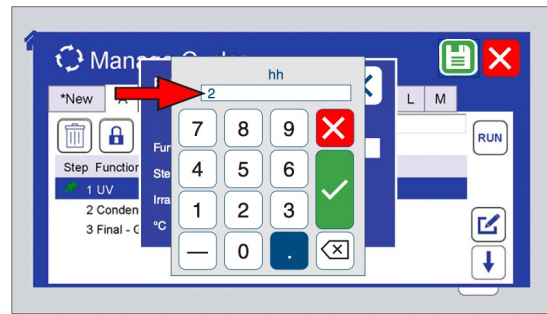 Manage Cycles
hh
2
*New A L M
7 8 9
RUN
Fun
Step Function
Ste
4 5 6
1 UV
Irra
1 2 3
2 Conden
°C
3 Final - C
— 0 .